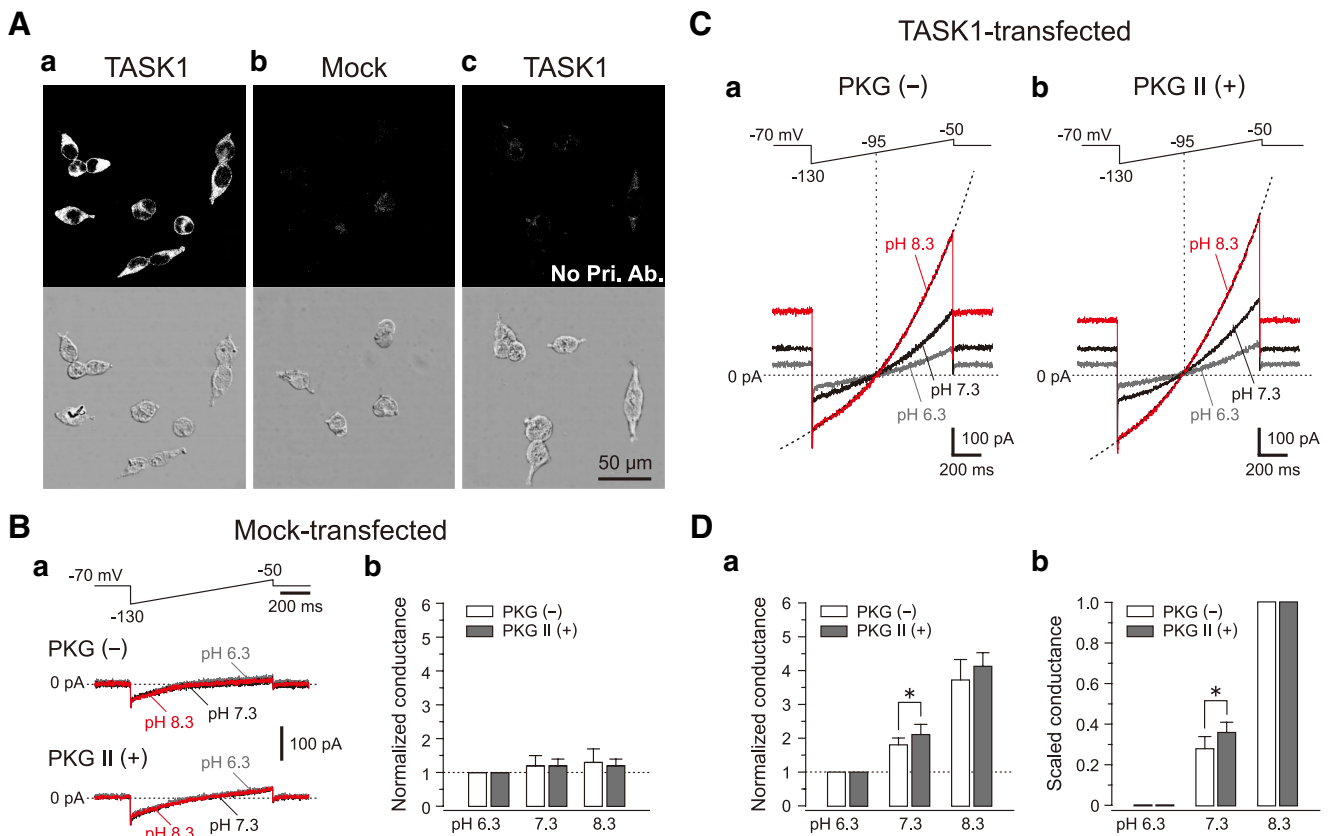 A
a
TASK1
b
Mock
c
TASK1
No Pri. Ab.
50 µm
B
Mock-transfected
a
-70 mV
-50
-130
200 ms
PKG (–)
pH 6.3
0 pA
pH 8.3
pH 7.3
100 pA
PKG II (+)
pH 6.3
0 pA
pH 8.3
pH 7.3
b
Normalized conductance
6
5
4
3
2
1
0
PKG (–)
PKG II (+)
pH 6.3
7.3
8.3
C
TASK1-transfected
a
PKG (–)
-70 mV
-95
-50
-130
pH 8.3
0 pA
pH 7.3
pH 6.3
100 pA
200 ms
b
PKG II (+)
-70 mV
-95
-50
-130
pH 8.3
0 pA
pH 7.3
pH 6.3
100 pA
200 ms
D
a
Normalized conductance
6
5
4
3
2
1
0
PKG (–)
PKG II (+)
*
pH 6.3
7.3
8.3
b
Scaled conductance
1.0
0.8
0.6
0.4
0.2
0
PKG (–)
PKG II (+)
*
pH 6.3
7.3
8.3